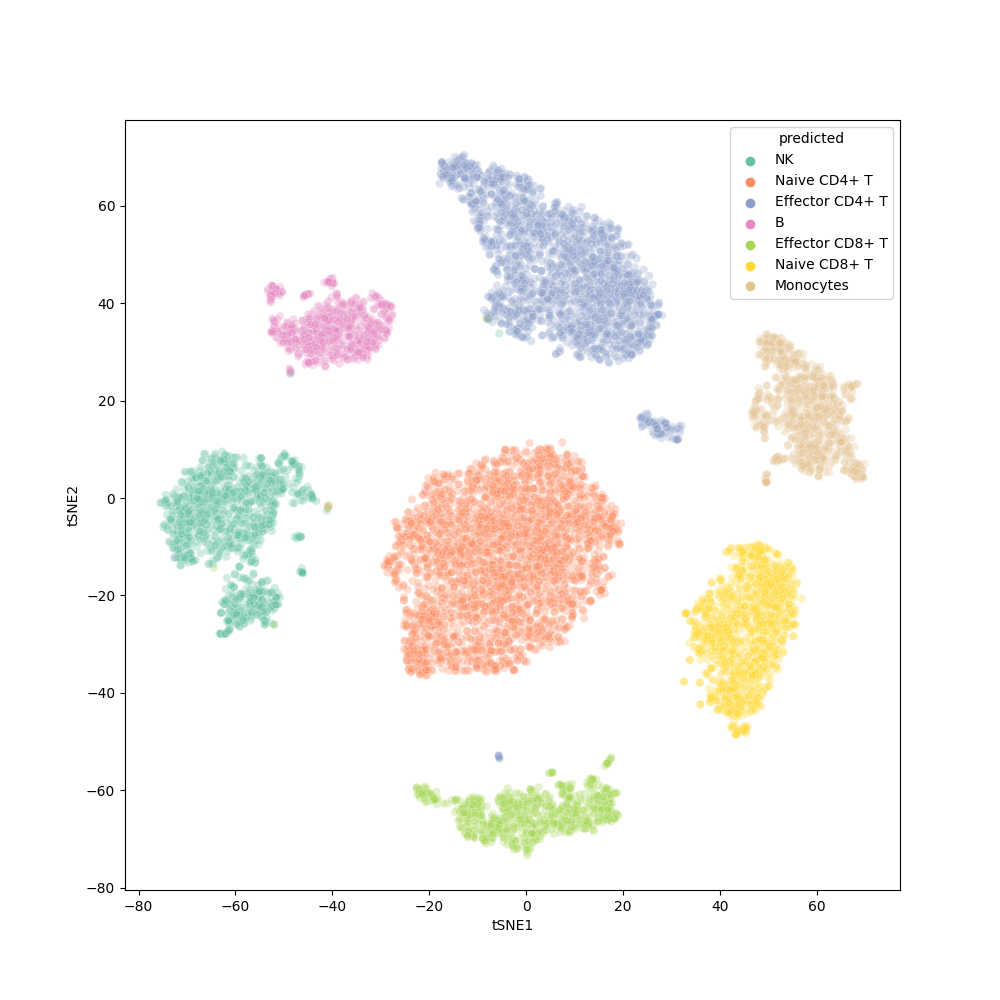 predicted
NK
Naive CD4+ T
Effector CD4+ T
B
Effector CD8+ T
Naive CD8+ T
Monocytes
60
40
20
0
−20
−40
−60
−80
tSNE2
−80 −60 −40 −20 0 20 40 60
tSNE1